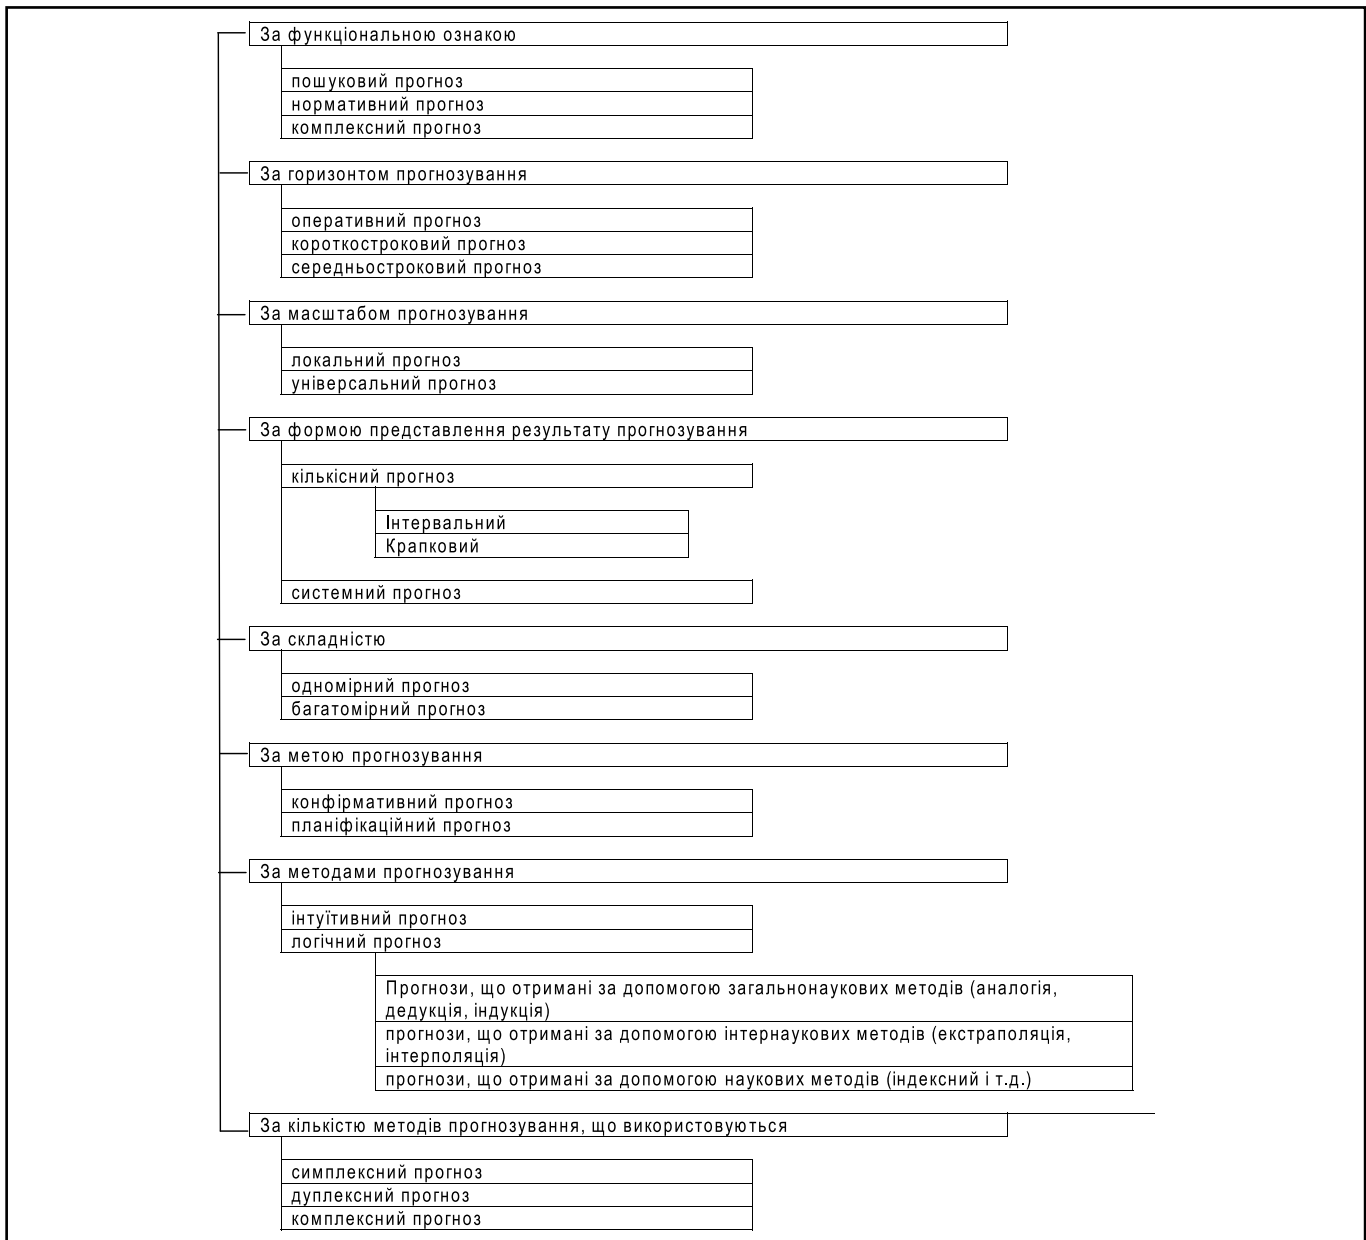 За функціональною ознакою
пошуковий прогноз
нормативний прогноз
комплексний прогноз
За горизонтом прогнозування
оперативний прогноз
короткостроковий прогноз
середньостроковий прогноз
За масштабом прогнозування
локальний прогноз
універсальний прогноз
За формою представлення результату прогнозування
кількісний прогноз
Інтервальний
Крапковий
системний прогноз
За складністю
одномірний прогноз
багатомірний прогноз
За метою прогнозування
конфірмативний прогноз
планіфікаційний прогноз
За методами прогнозування
інтуїтивний прогноз
логічний прогноз
Прогнози, що отримані за допомогою загальнонаукових методів (аналогія,
дедукція, індукція)
прогнози, що отримані за допомогою інтернаукових методів (екстраполяція,
інтерполяція)
прогнози, що отримані за допомогою наукових методів (індексний і т.д.)
За кількістю методів прогнозування, що використовуються
симплексний прогноз
дуплексний прогноз
комплексний прогноз